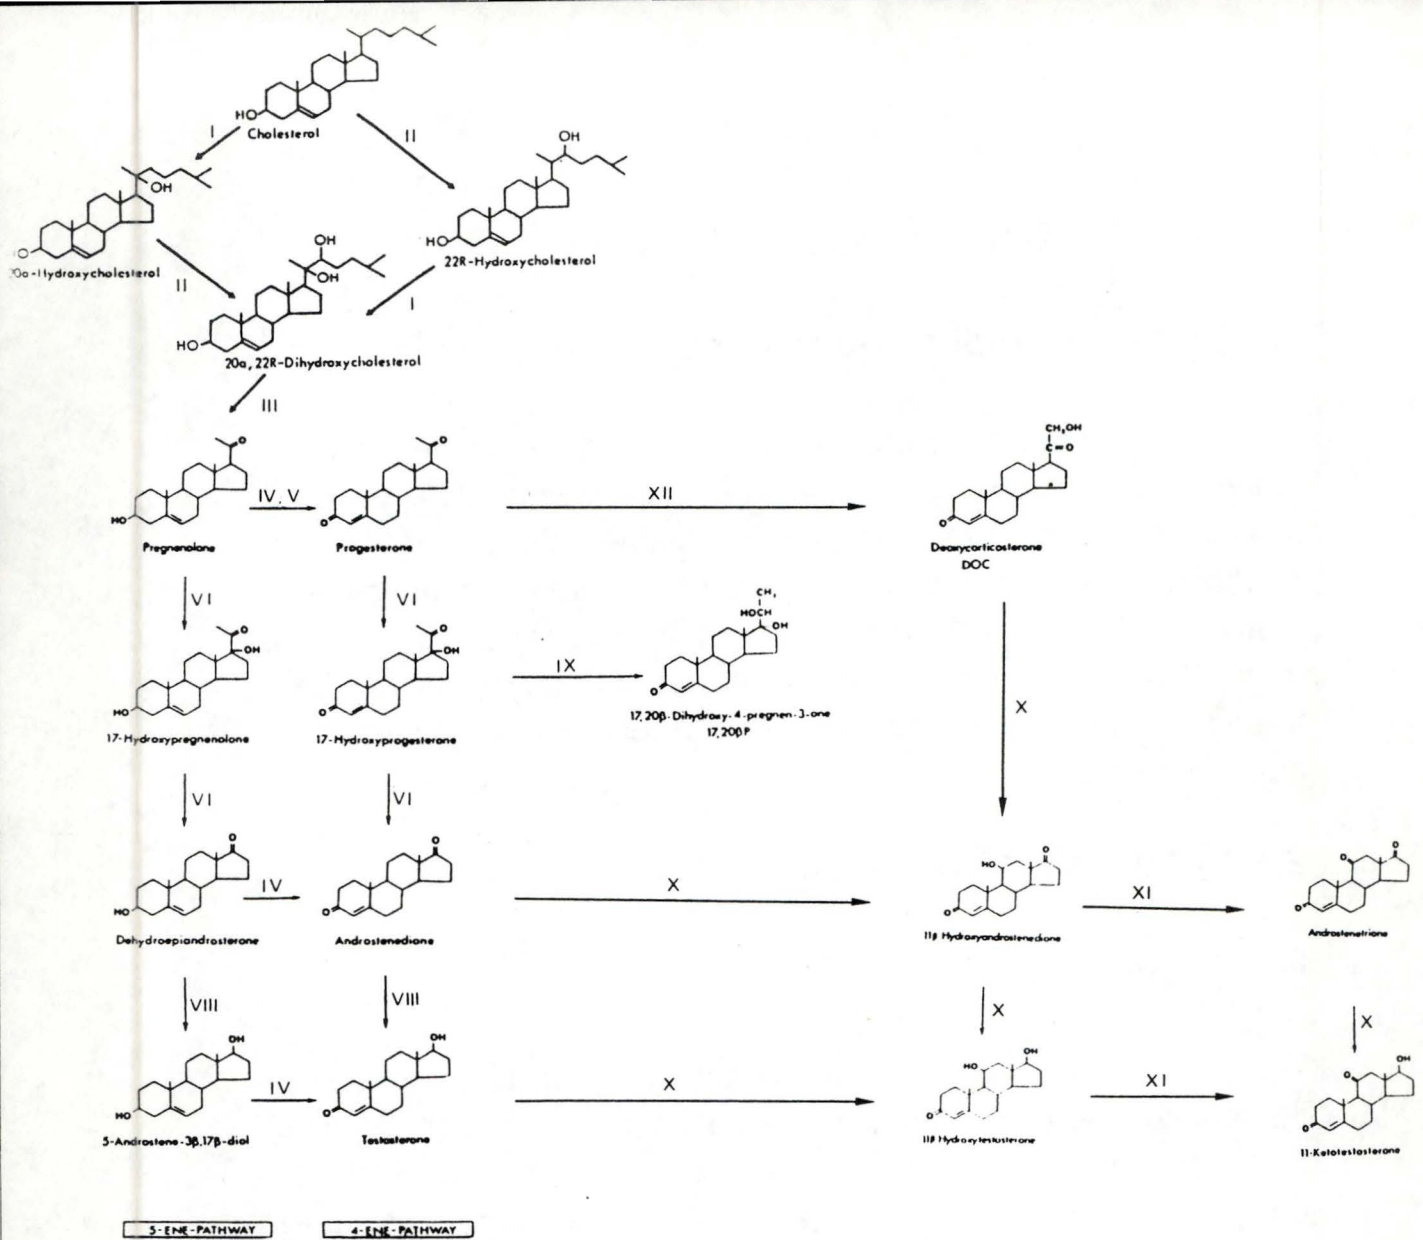 HO
Cholesterol
I
II
OH
OH
HO
22R-Hydroxycholesterol
O
0α-Hydroxycholesterol
II
I
OH
OH
HO
20α, 22R-Dihydroxycholesterol
III
O
HO
Pregnenolone
IV, V
O
O
Progesterone
XII
CH₂OH
C=O
O
Deoxycorticosterone
DOC
VI
VI
X
O
OH
HO
17-Hydroxypregnenolone
O
OH
O
17-Hydroxyprogesterone
IX
CH₃
HOCH
OH
O
17,20β-Dihydroxy-4-pregnen-3-one
17,20βP
VI
VI
O
HO
Dehydroepiandrosterone
IV
O
O
Androstenedione
X
HO
O
O
11β Hydroxyandrostenedione
XI
O
O
O
Androstenetrione
VIII
VIII
X
X
OH
HO
5-Androstene-3β,17β-diol
IV
OH
O
Testosterone
X
HO
OH
O
11β Hydroxytestosterone
XI
OH
O
O
11-Ketotestosterone
5-ENE-PATHWAY
4-ENE-PATHWAY